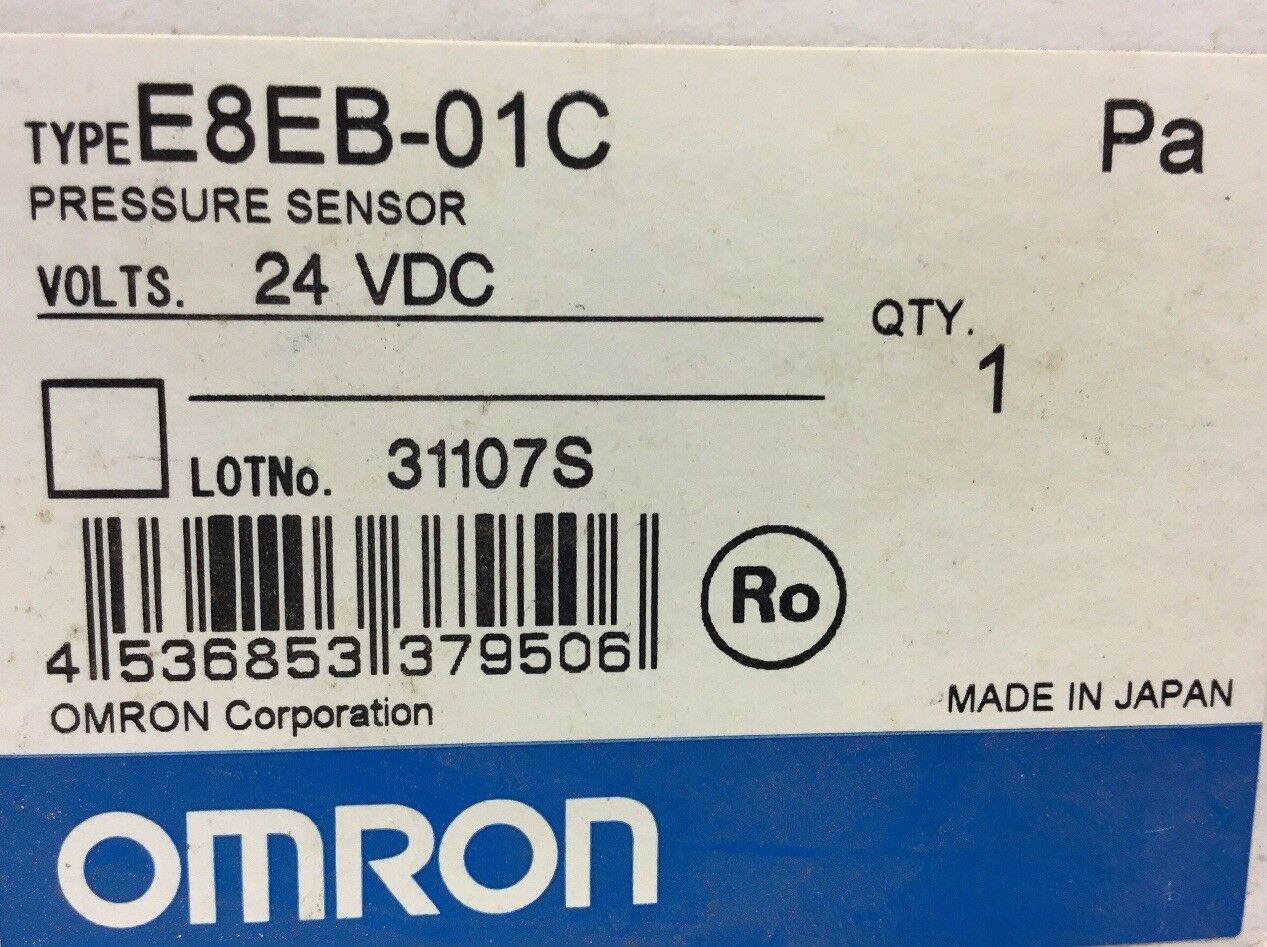 TYPE E8EB-01C Pa
PRESSURE SENSOR
VOLTS. 24 VDC
QTY.
1
LOTNo. 31107S
4 536853 379506
Ro
OMRON Corporation
MADE IN JAPAN
OMRON